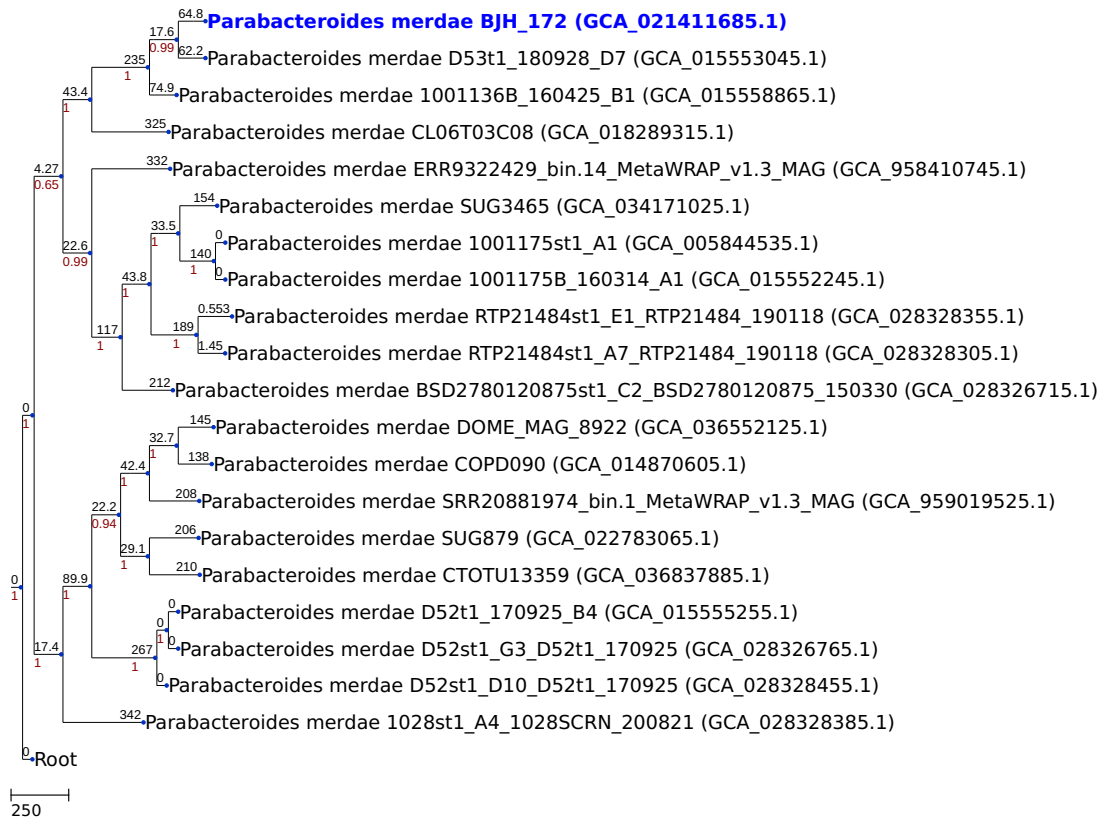 64.8
Parabacteroides merdae BJH_172 (GCA_021411685.1)
17.6
0.99
62.2
Parabacteroides merdae D53t1_180928_D7 (GCA_015553045.1)
235
1
74.9
Parabacteroides merdae 1001136B_160425_B1 (GCA_015558865.1)
43.4
1
325
Parabacteroides merdae CL06T03C08 (GCA_018289315.1)
4.27
0.65
332
Parabacteroides merdae ERR9322429_bin.14_MetaWRAP_v1.3_MAG (GCA_958410745.1)
154
Parabacteroides merdae SUG3465 (GCA_034171025.1)
33.5
1
0
Parabacteroides merdae 1001175st1_A1 (GCA_005844535.1)
22.6
0.99
140
1
0
Parabacteroides merdae 1001175B_160314_A1 (GCA_015552245.1)
43.8
1
0.553
Parabacteroides merdae RTP21484st1_E1_RTP21484_190118 (GCA_028328355.1)
117
1
189
1
1.45
Parabacteroides merdae RTP21484st1_A7_RTP21484_190118 (GCA_028328305.1)
212
Parabacteroides merdae BSD2780120875st1_C2_BSD2780120875_150330 (GCA_028326715.1)
0
1
145
Parabacteroides merdae DOME_MAG_8922 (GCA_036552125.1)
32.7
1
138
Parabacteroides merdae COPD090 (GCA_014870605.1)
42.4
1
208
Parabacteroides merdae SRR20881974_bin.1_MetaWRAP_v1.3_MAG (GCA_959019525.1)
22.2
0.94
206
Parabacteroides merdae SUG879 (GCA_022783065.1)
29.1
1
210
Parabacteroides merdae CTOTU13359 (GCA_036837885.1)
0
1
89.9
1
0
Parabacteroides merdae D52t1_170925_B4 (GCA_015555255.1)
0
1
0
Parabacteroides merdae D52st1_G3_D52t1_170925 (GCA_028326765.1)
17.4
1
267
1
0
Parabacteroides merdae D52st1_D10_D52t1_170925 (GCA_028328455.1)
342
Parabacteroides merdae 1028st1_A4_1028SCRN_200821 (GCA_028328385.1)
0
Root
250